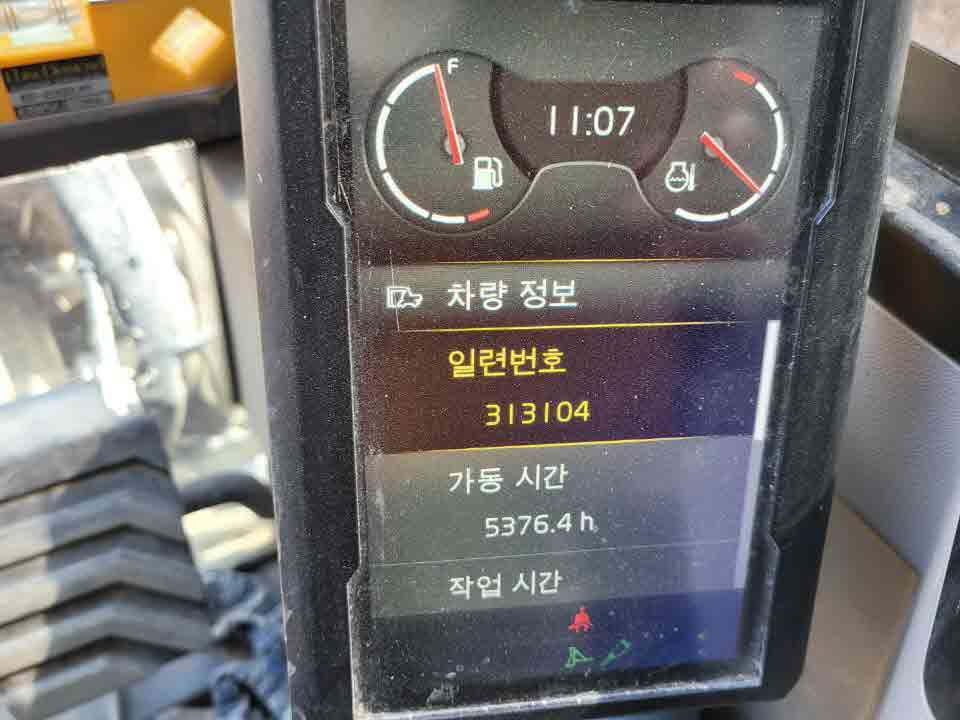 F
11:07
차량 정보
일련번호
313104
가동 시간
5376.4 h
작업 시간